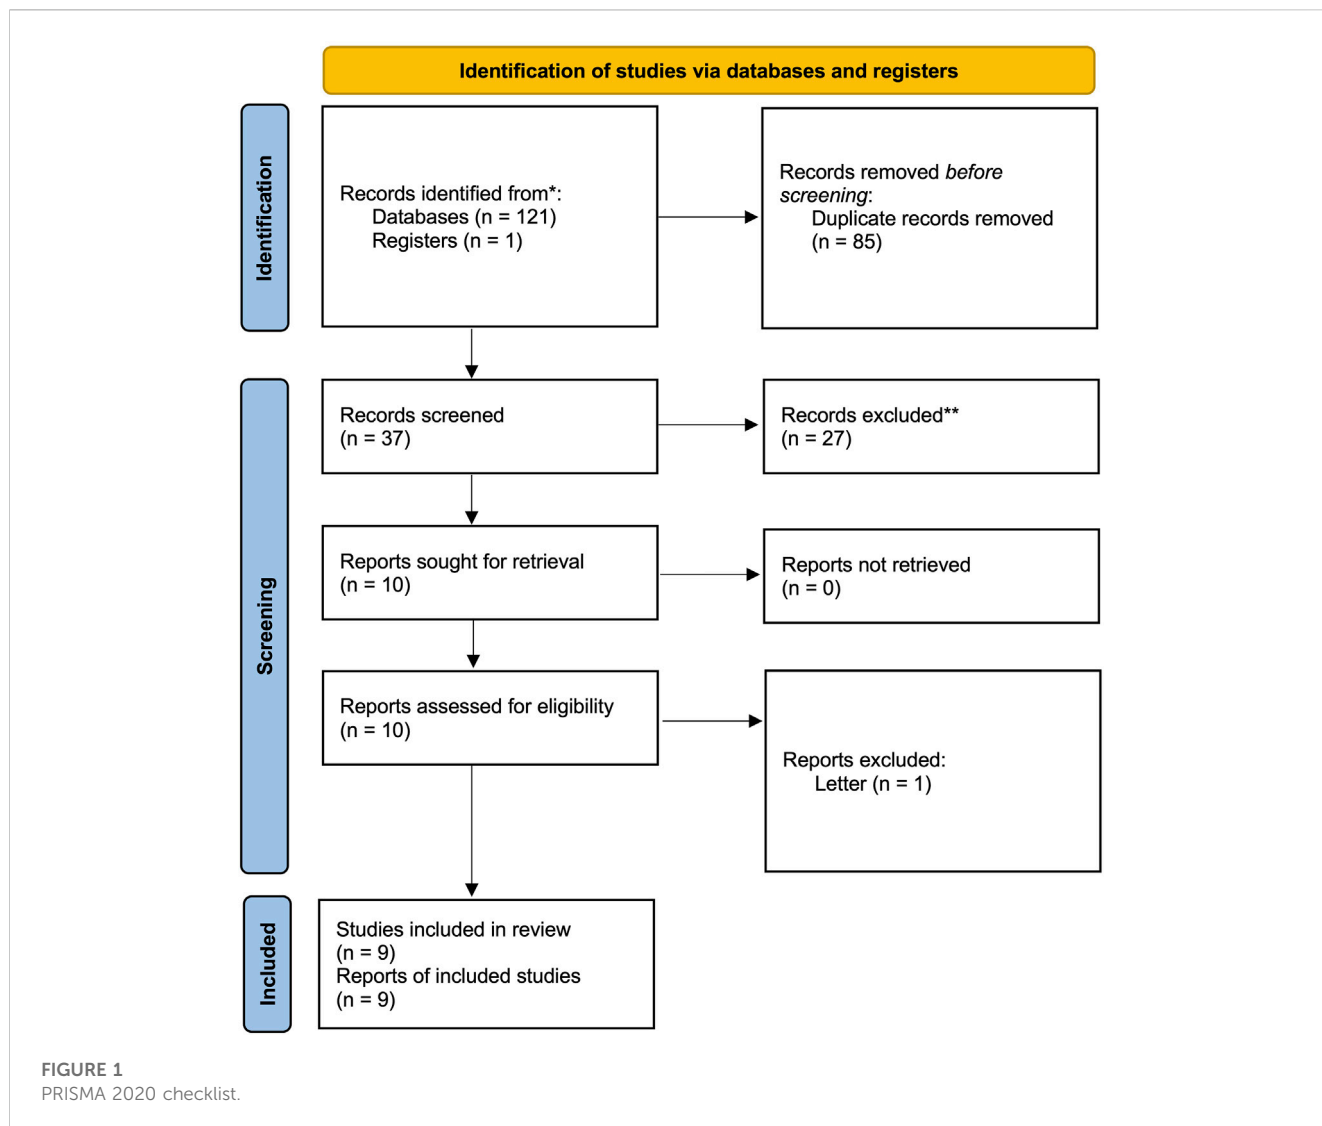 Identification of studies via databases and registers
Identification
Records identified from*:
Databases (n = 121)
Registers (n = 1)
Records removed before
screening:
Duplicate records removed
(n = 85)
Screening
Records screened
(n = 37)
Records excluded**
(n = 27)
Reports sought for retrieval
(n = 10)
Reports not retrieved
(n = 0)
Reports assessed for eligibility
(n = 10)
Reports excluded:
Letter (n = 1)
Included
Studies included in review
(n = 9)
Reports of included studies
(n = 9)
FIGURE 1
PRISMA 2020 checklist.